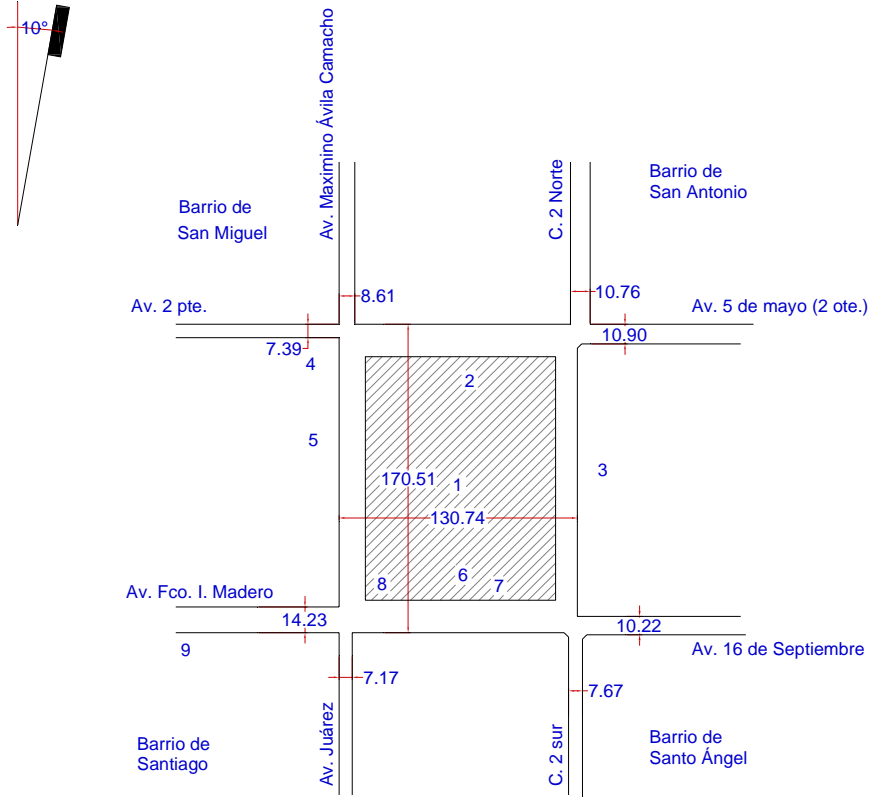 10°
Av. Maximino Ávila Camacho
C. 2 Norte
Barrio de
San Antonio
Barrio de
San Miguel
8.61
10.76
Av. 2 pte.
Av. 5 de mayo (2 ote.)
7.39
10.90
4
2
5
3
170.51
1
130.74
6
8
7
Av. Fco. I. Madero
14.23
10.22
9
Av. 16 de Septiembre
7.17
7.67
Av. Juárez
C. 2 sur
Barrio de
Santiago
Barrio de
Santo Ángel